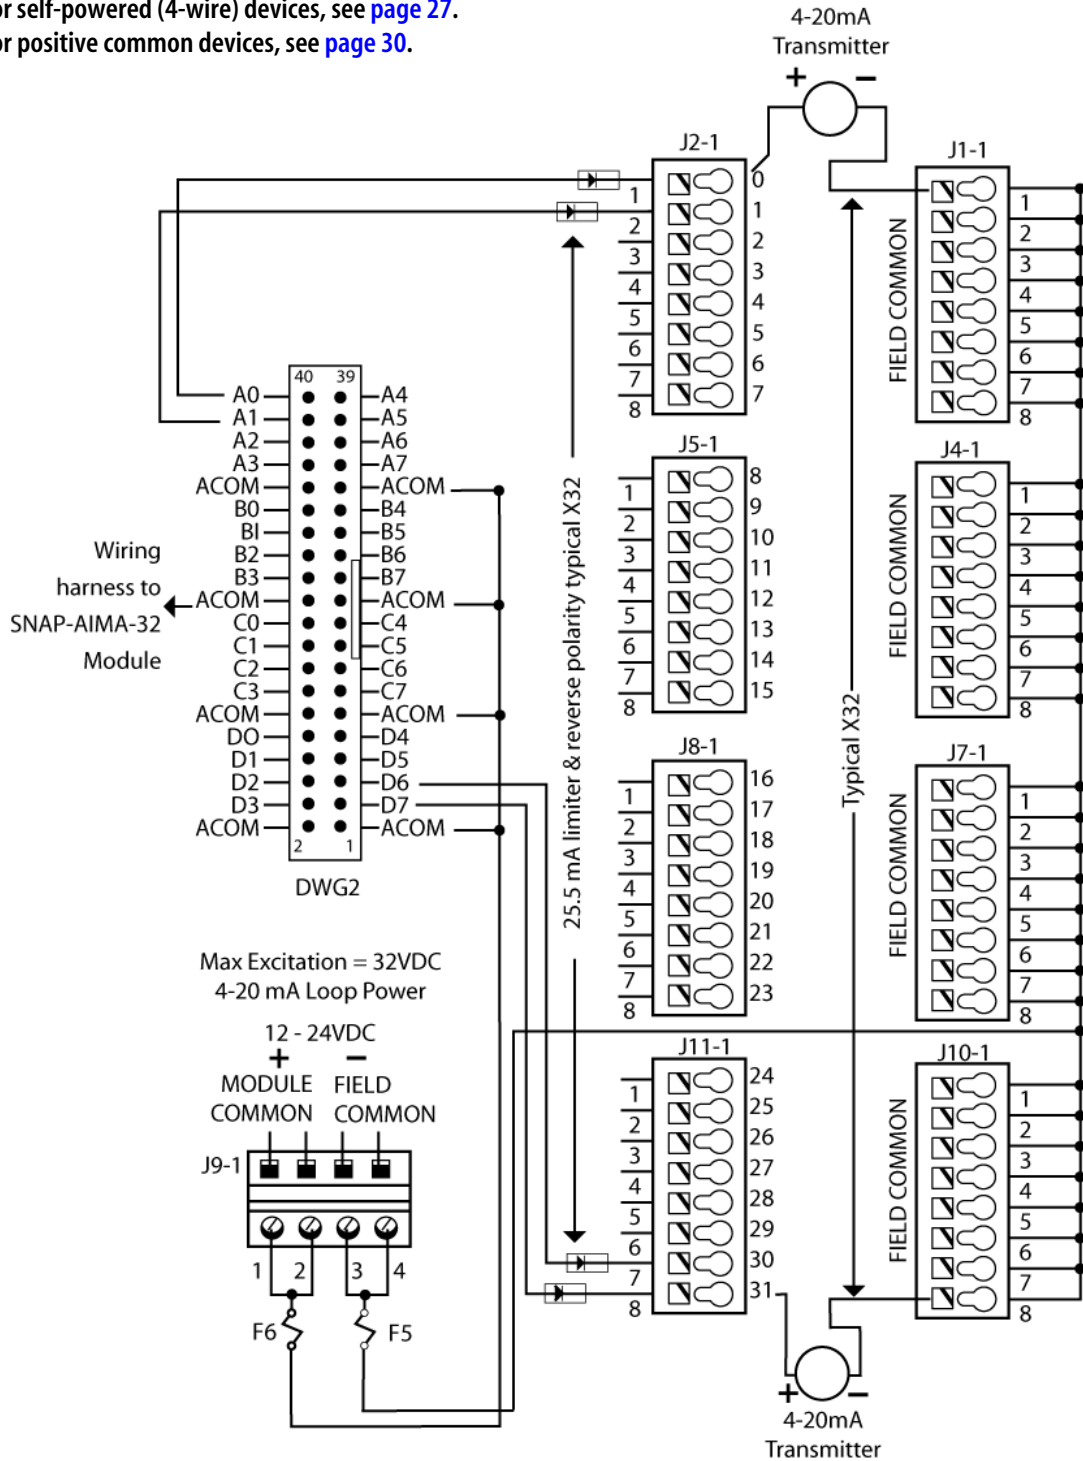 or self-powered (4-wire) devices, see page 27.
or positive common devices, see page 30.
4-20mA
Transmitter
+ −
J2-1
0
1
2
3
4
5
6
7
1
2
3
4
5
6
7
8
J1-1
FIELD COMMON
1
2
3
4
5
6
7
8
40 39
A0 A4
A1 A5
A2 A6
A3 A7
ACOM ACOM
B0 B4
BI B5
B2 B6
B3 B7
ACOM ACOM
C0 C4
C1 C5
C2 C6
C3 C7
ACOM ACOM
DO D4
D1 D5
D2 D6
D3 D7
ACOM ACOM
2 1
DWG2
Wiring
harness to
SNAP-AIMA-32
Module
25.5 mA limiter & reverse polarity typical X32
Typical X32
J5-1
8
9
10
11
12
13
14
15
1
2
3
4
5
6
7
8
J4-1
FIELD COMMON
1
2
3
4
5
6
7
8
J8-1
16
17
18
19
20
21
22
23
1
2
3
4
5
6
7
8
J7-1
FIELD COMMON
1
2
3
4
5
6
7
8
Max Excitation = 32VDC
4-20 mA Loop Power
12 - 24VDC
+ −
MODULE FIELD
COMMON COMMON
J9-1
1 2 3 4
F6 F5
J11-1
24
25
26
27
28
29
30
31
1
2
3
4
5
6
7
8
J10-1
FIELD COMMON
1
2
3
4
5
6
7
8
+ −
4-20mA
Transmitter